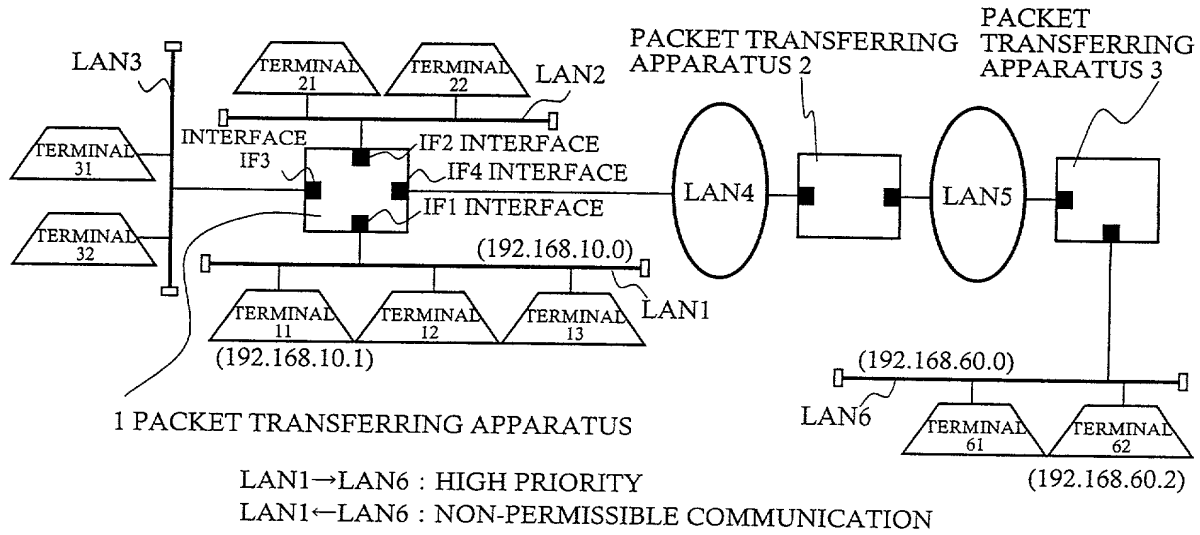 PACKET
TRANSFERRING
APPARATUS 3
PACKET TRANSFERRING
APPARATUS 2
LAN3
TERMINAL
21
TERMINAL
22
LAN2
INTERFACE
IF3
IF2 INTERFACE
IF4 INTERFACE
IF1 INTERFACE
TERMINAL
31
TERMINAL
32
LAN4
LAN5
(192.168.10.0)
LAN1
TERMINAL
11
TERMINAL
12
TERMINAL
13
(192.168.10.1)
(192.168.60.0)
LAN6
TERMINAL
61
TERMINAL
62
(192.168.60.2)
1 PACKET TRANSFERRING APPARATUS
LAN1→LAN6 : HIGH PRIORITY
LAN1←LAN6 : NON-PERMISSIBLE COMMUNICATION